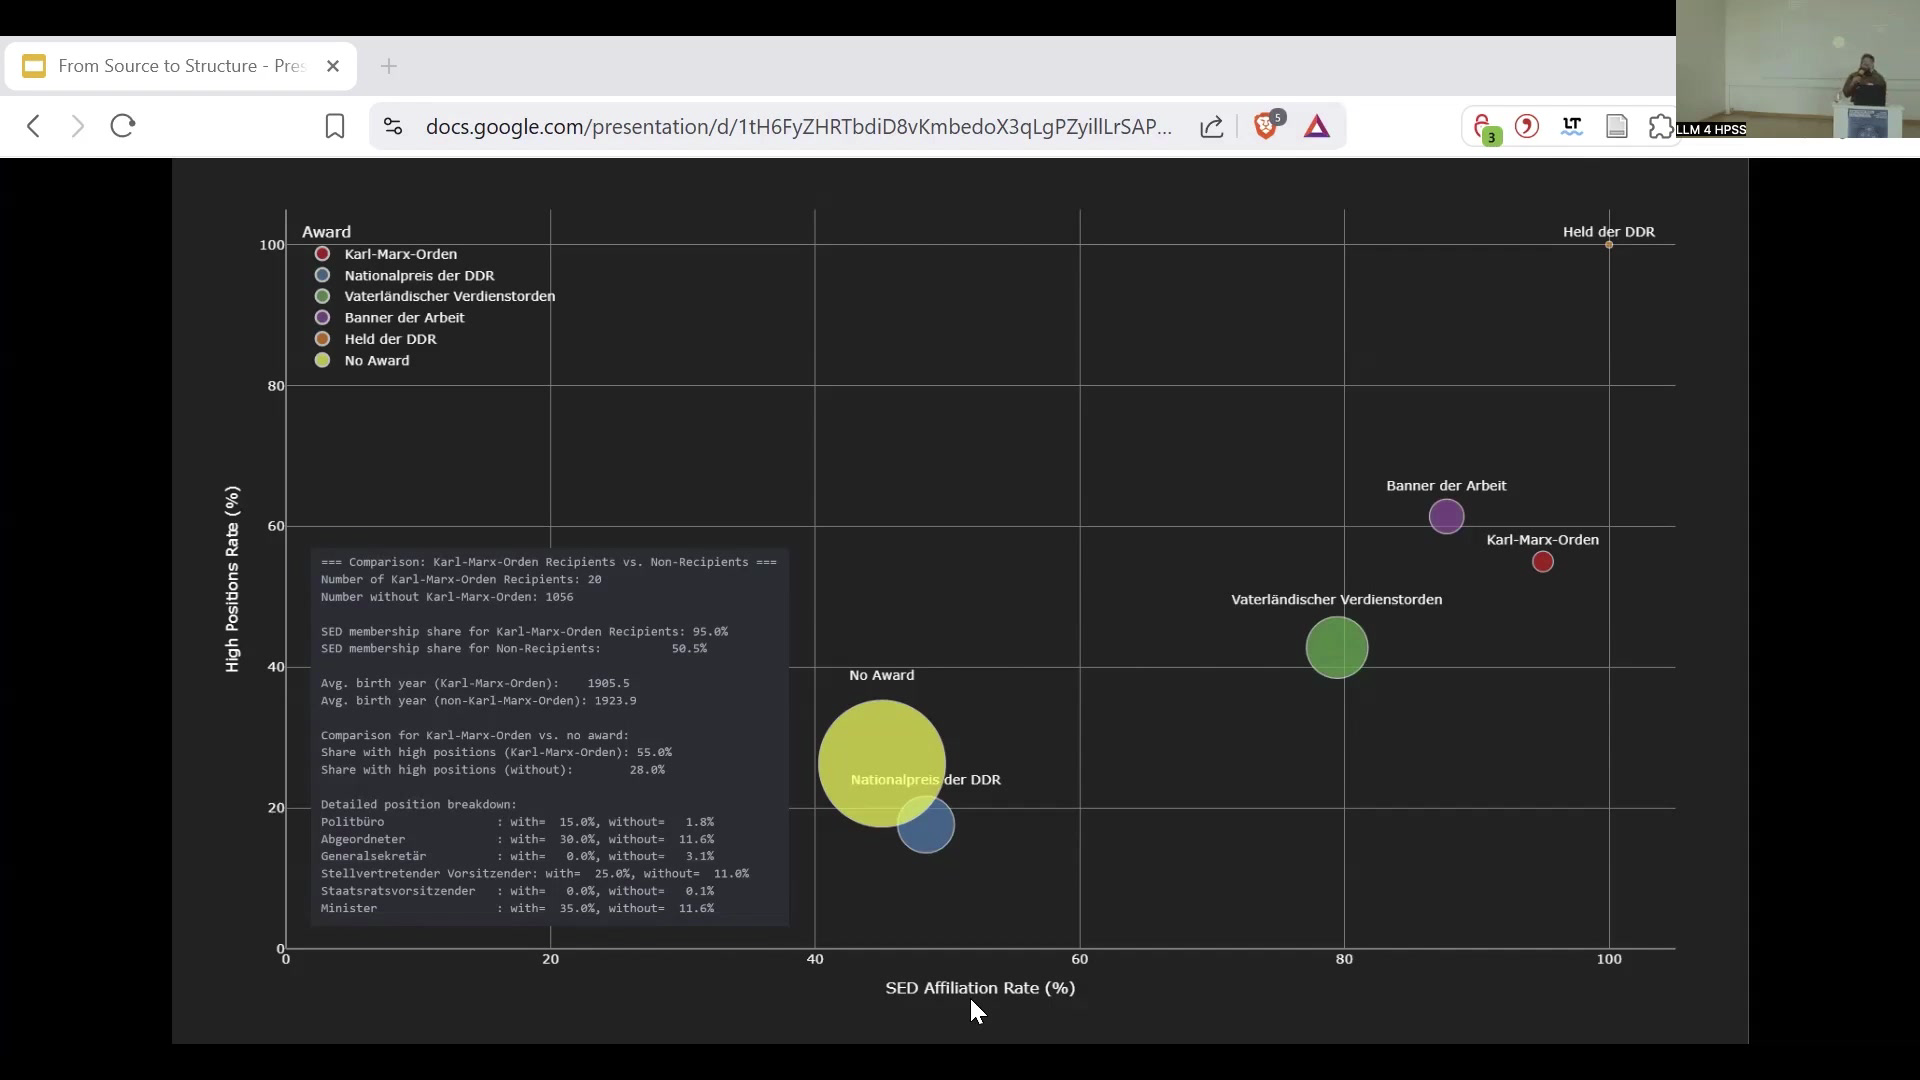 From Source to Structure - Pres
docs.google.com/presentation/d/1tH6FyZHRTbdiD8vKmbedoX3qLgPZyillLrSAP...
5
3
LT
LLM 4 HPSS
Award
Karl-Marx-Orden
Nationalpreis der DDR
Vaterländischer Verdienstorden
Banner der Arbeit
Held der DDR
No Award
Held der DDR
Banner der Arbeit
Karl-Marx-Orden
Vaterländischer Verdienstorden
No Award
Nationalpreis der DDR
High Positions Rate (%)
100
80
60
40
20
0
=== Comparison: Karl-Marx-Orden Recipients vs. Non-Recipients ===
Number of Karl-Marx-Orden Recipients: 20
Number without Karl-Marx-Orden: 1056
SED membership share for Karl-Marx-Orden Recipients: 95.0%
SED membership share for Non-Recipients: 50.5%
Avg. birth year (Karl-Marx-Orden): 1905.5
Avg. birth year (non-Karl-Marx-Orden): 1923.9
Comparison for Karl-Marx-Orden vs. no award:
Share with high positions (Karl-Marx-Orden): 55.0%
Share with high positions (without): 28.0%
Detailed position breakdown:
Politbüro : with= 15.0%, without= 1.8%
Abgeordneter : with= 30.0%, without= 11.6%
Generalsekretär : with= 0.0%, without= 3.1%
Stellvertretender Vorsitzender: with= 25.0%, without= 11.0%
Staatsratsvorsitzender : with= 0.0%, without= 0.1%
Minister : with= 35.0%, without= 11.6%
0 20 40 60 80 100
SED Affiliation Rate (%)